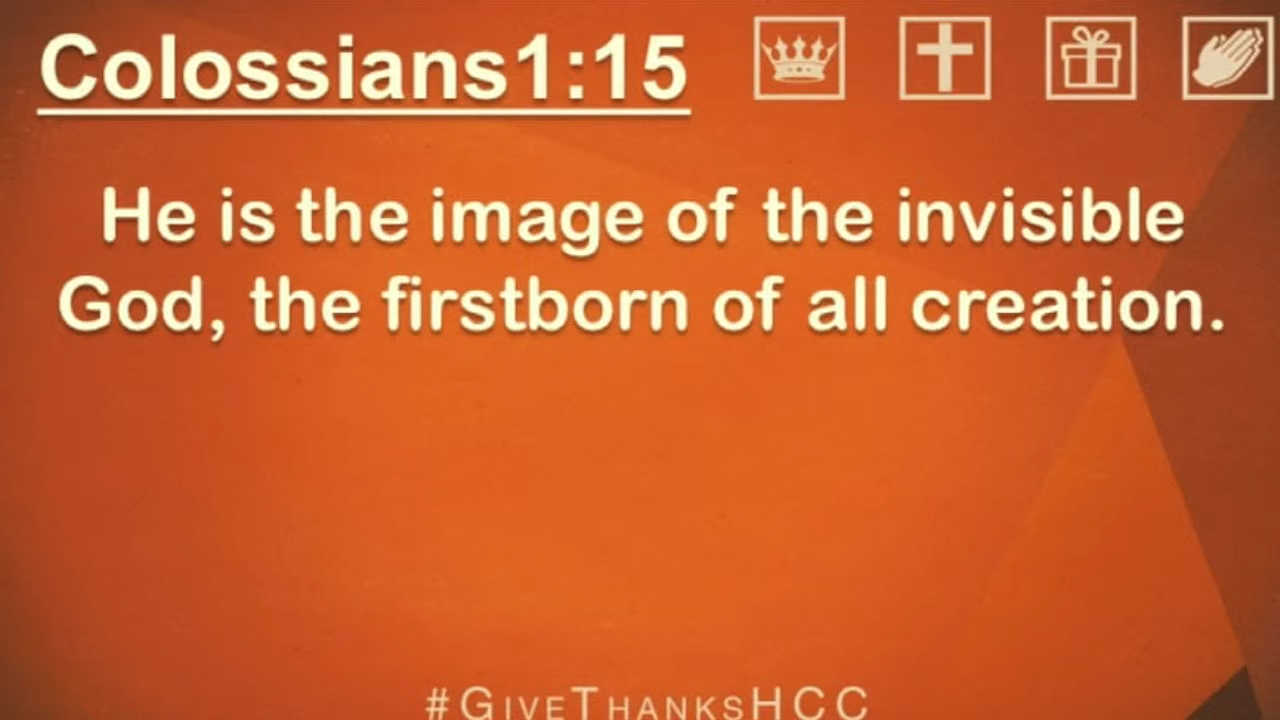 Colossians1:15
He is the image of the invisible
God, the firstborn of all creation.
#GiveThanksHCC